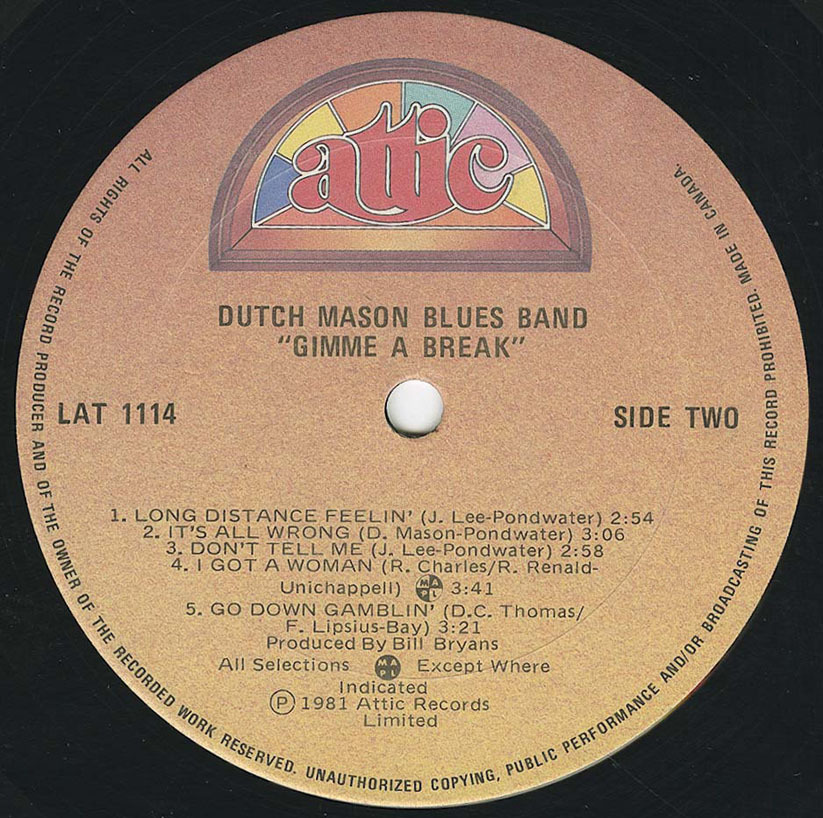 attic
DUTCH MASON BLUES BAND
"GIMME A BREAK"
LAT 1114
SIDE TWO
1. LONG DISTANCE FEELIN' (J. Lee-Pondwater) 2:54
2. IT'S ALL WRONG (D. Mason-Pondwater) 3:06
3. DON'T TELL ME (J. Lee-Pondwater) 2:58
4. I GOT A WOMAN (R. Charles/R. Renald-
Unichappell) MAPL 3:41
5. GO DOWN GAMBLIN' (D.C. Thomas/
F. Lipsius-Bay) 3:21
Produced By Bill Bryans
All Selections MAPL Except Where
Indicated
Ⓟ 1981 Attic Records
Limited
ALL RIGHTS OF THE RECORD PRODUCER AND OF THE OWNER OF THE RECORDED WORK RESERVED. UNAUTHORIZED COPYING, PUBLIC PERFORMANCE AND/OR BROADCASTING OF THIS RECORD PROHIBITED. MADE IN CANADA.